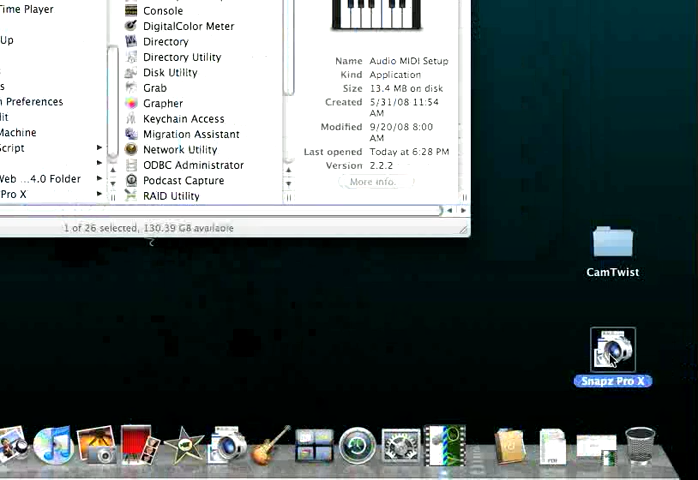 Time Player
Up
s
n Preferences
dit
Machine
Script
Web ...4.0 Folder
Pro X
Console
DigitalColor Meter
Directory
Directory Utility
Disk Utility
Grab
Grapher
Keychain Access
Migration Assistant
Network Utility
ODBC Administrator
Podcast Capture
RAID Utility
Name Audio MIDI Setup
Kind Application
Size 13.4 MB on disk
Created 5/31/08 11:54
AM
Modified 9/20/08 8:00
AM
Last opened Today at 6:28 PM
Version 2.2.2
More info.
1 of 26 selected, 130.39 GB available
CamTwist
Snapz Pro X